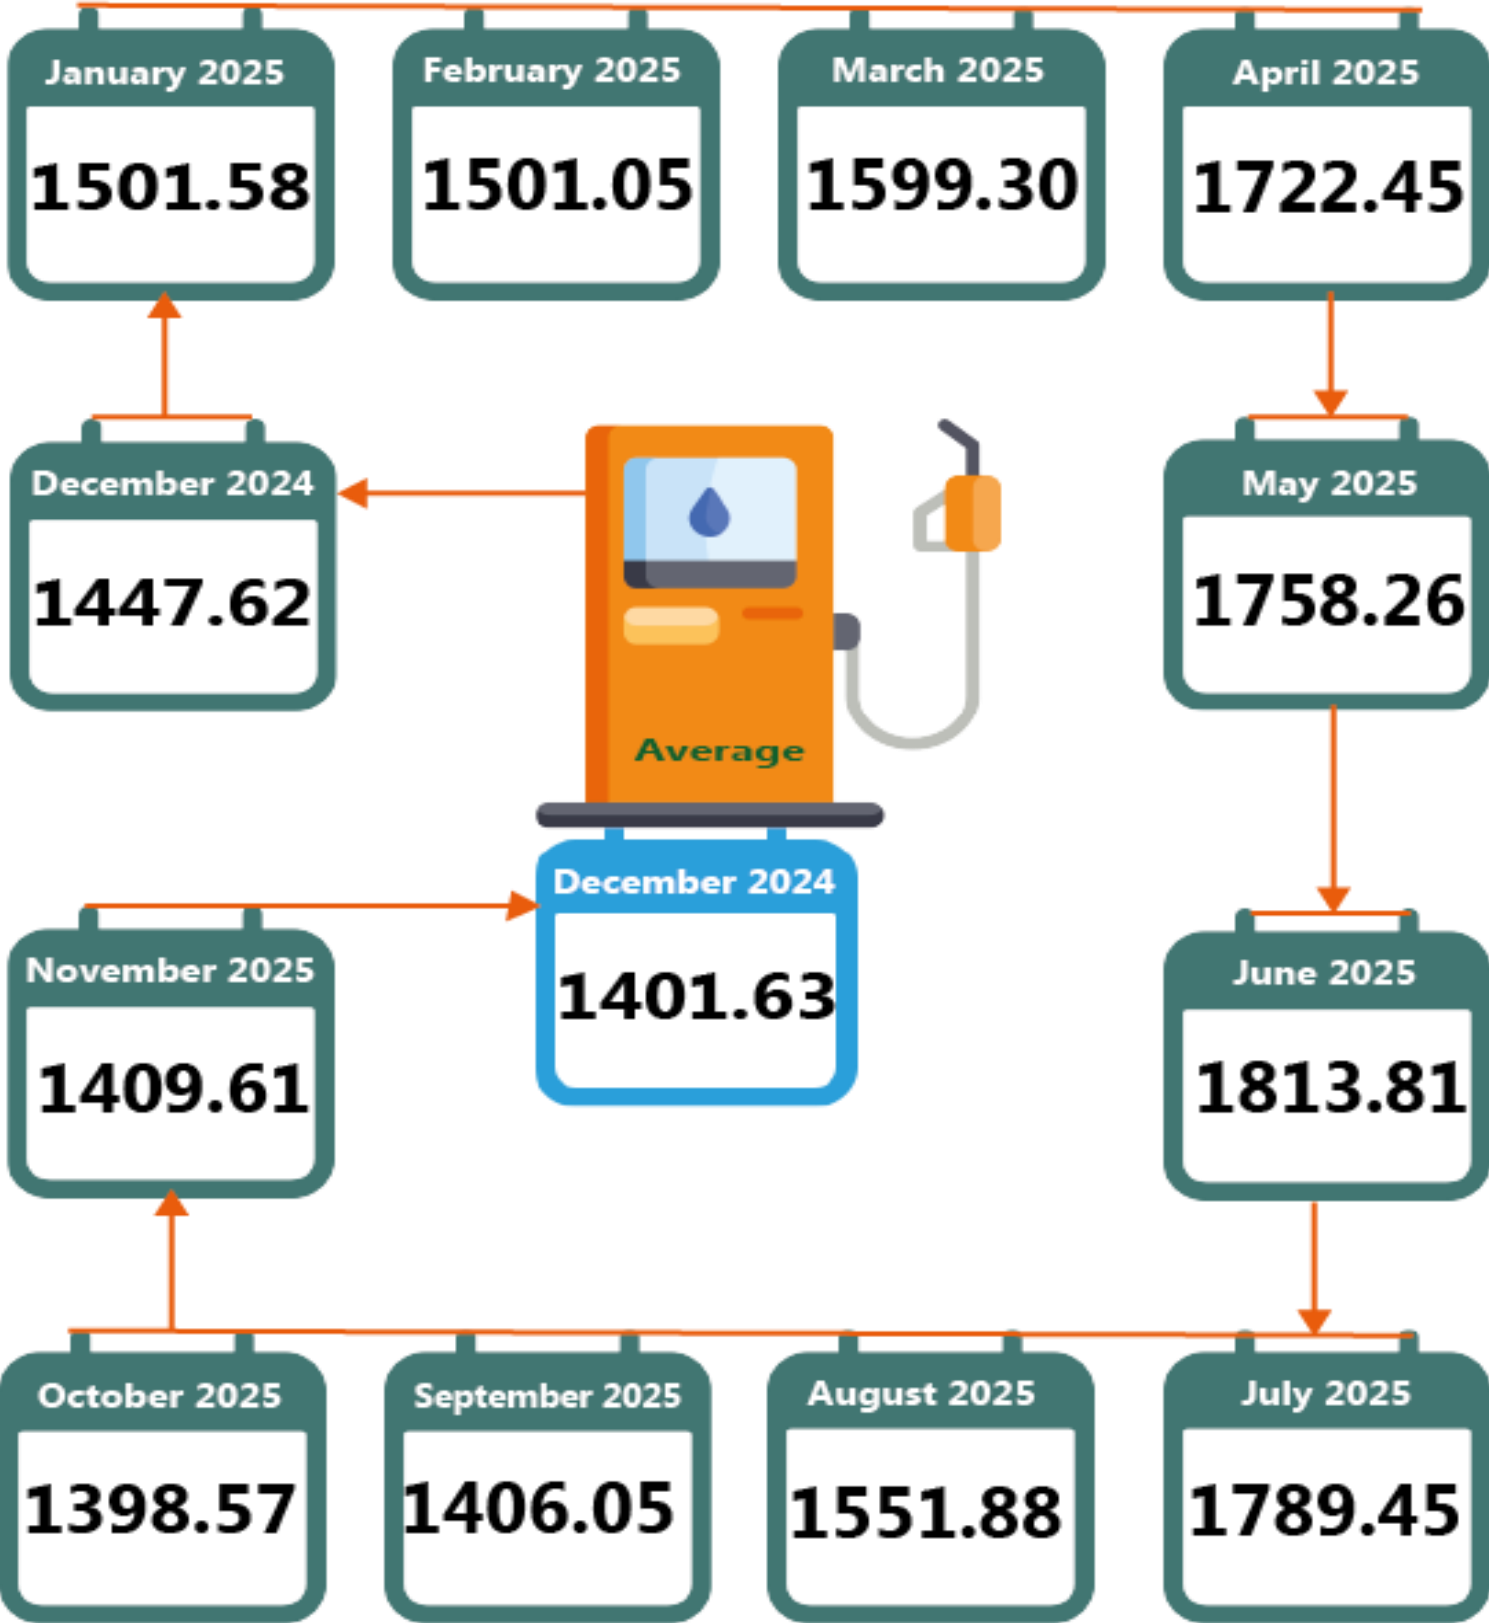 January 2025
1501.58
February 2025
1501.05
March 2025
1599.30
April 2025
1722.45
December 2024
1447.62
May 2025
1758.26
Average
December 2024
1401.63
November 2025
1409.61
June 2025
1813.81
October 2025
1398.57
September 2025
1406.05
August 2025
1551.88
July 2025
1789.45